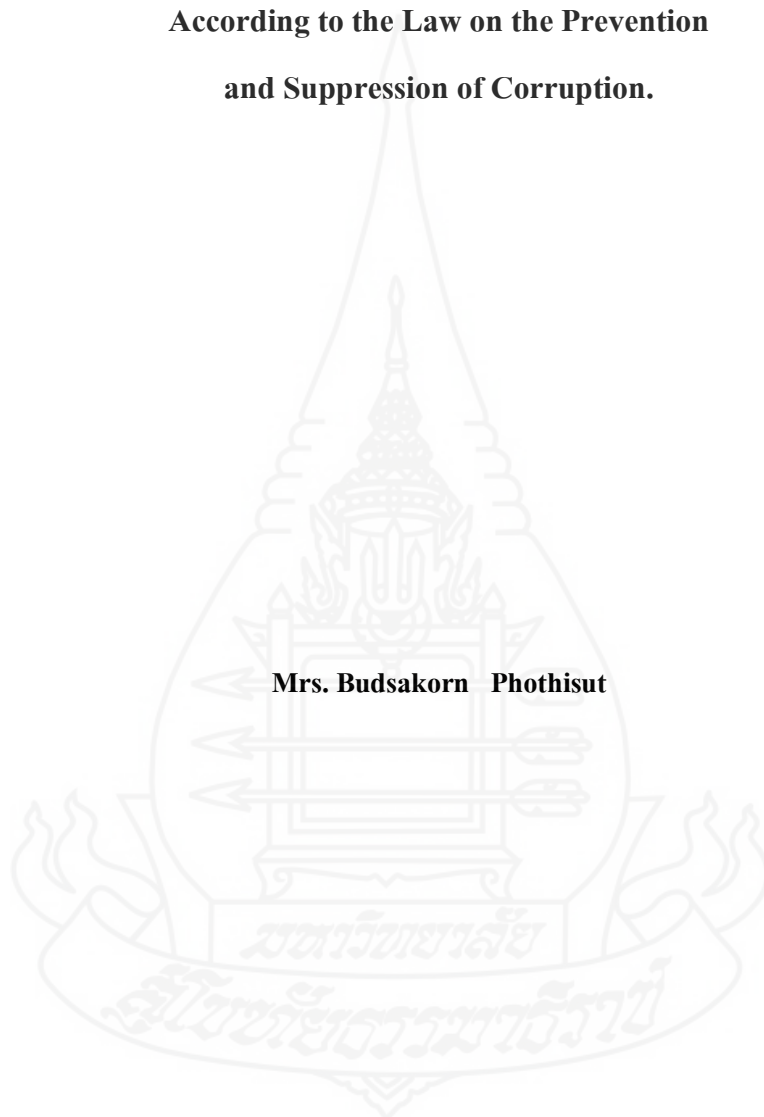 According to the Law on the Prevention
and Suppression of Corruption.
Mrs. Budsakorn Phothisut
มหาวิทยาลัย
สุโขทัยธรรมาธิราช